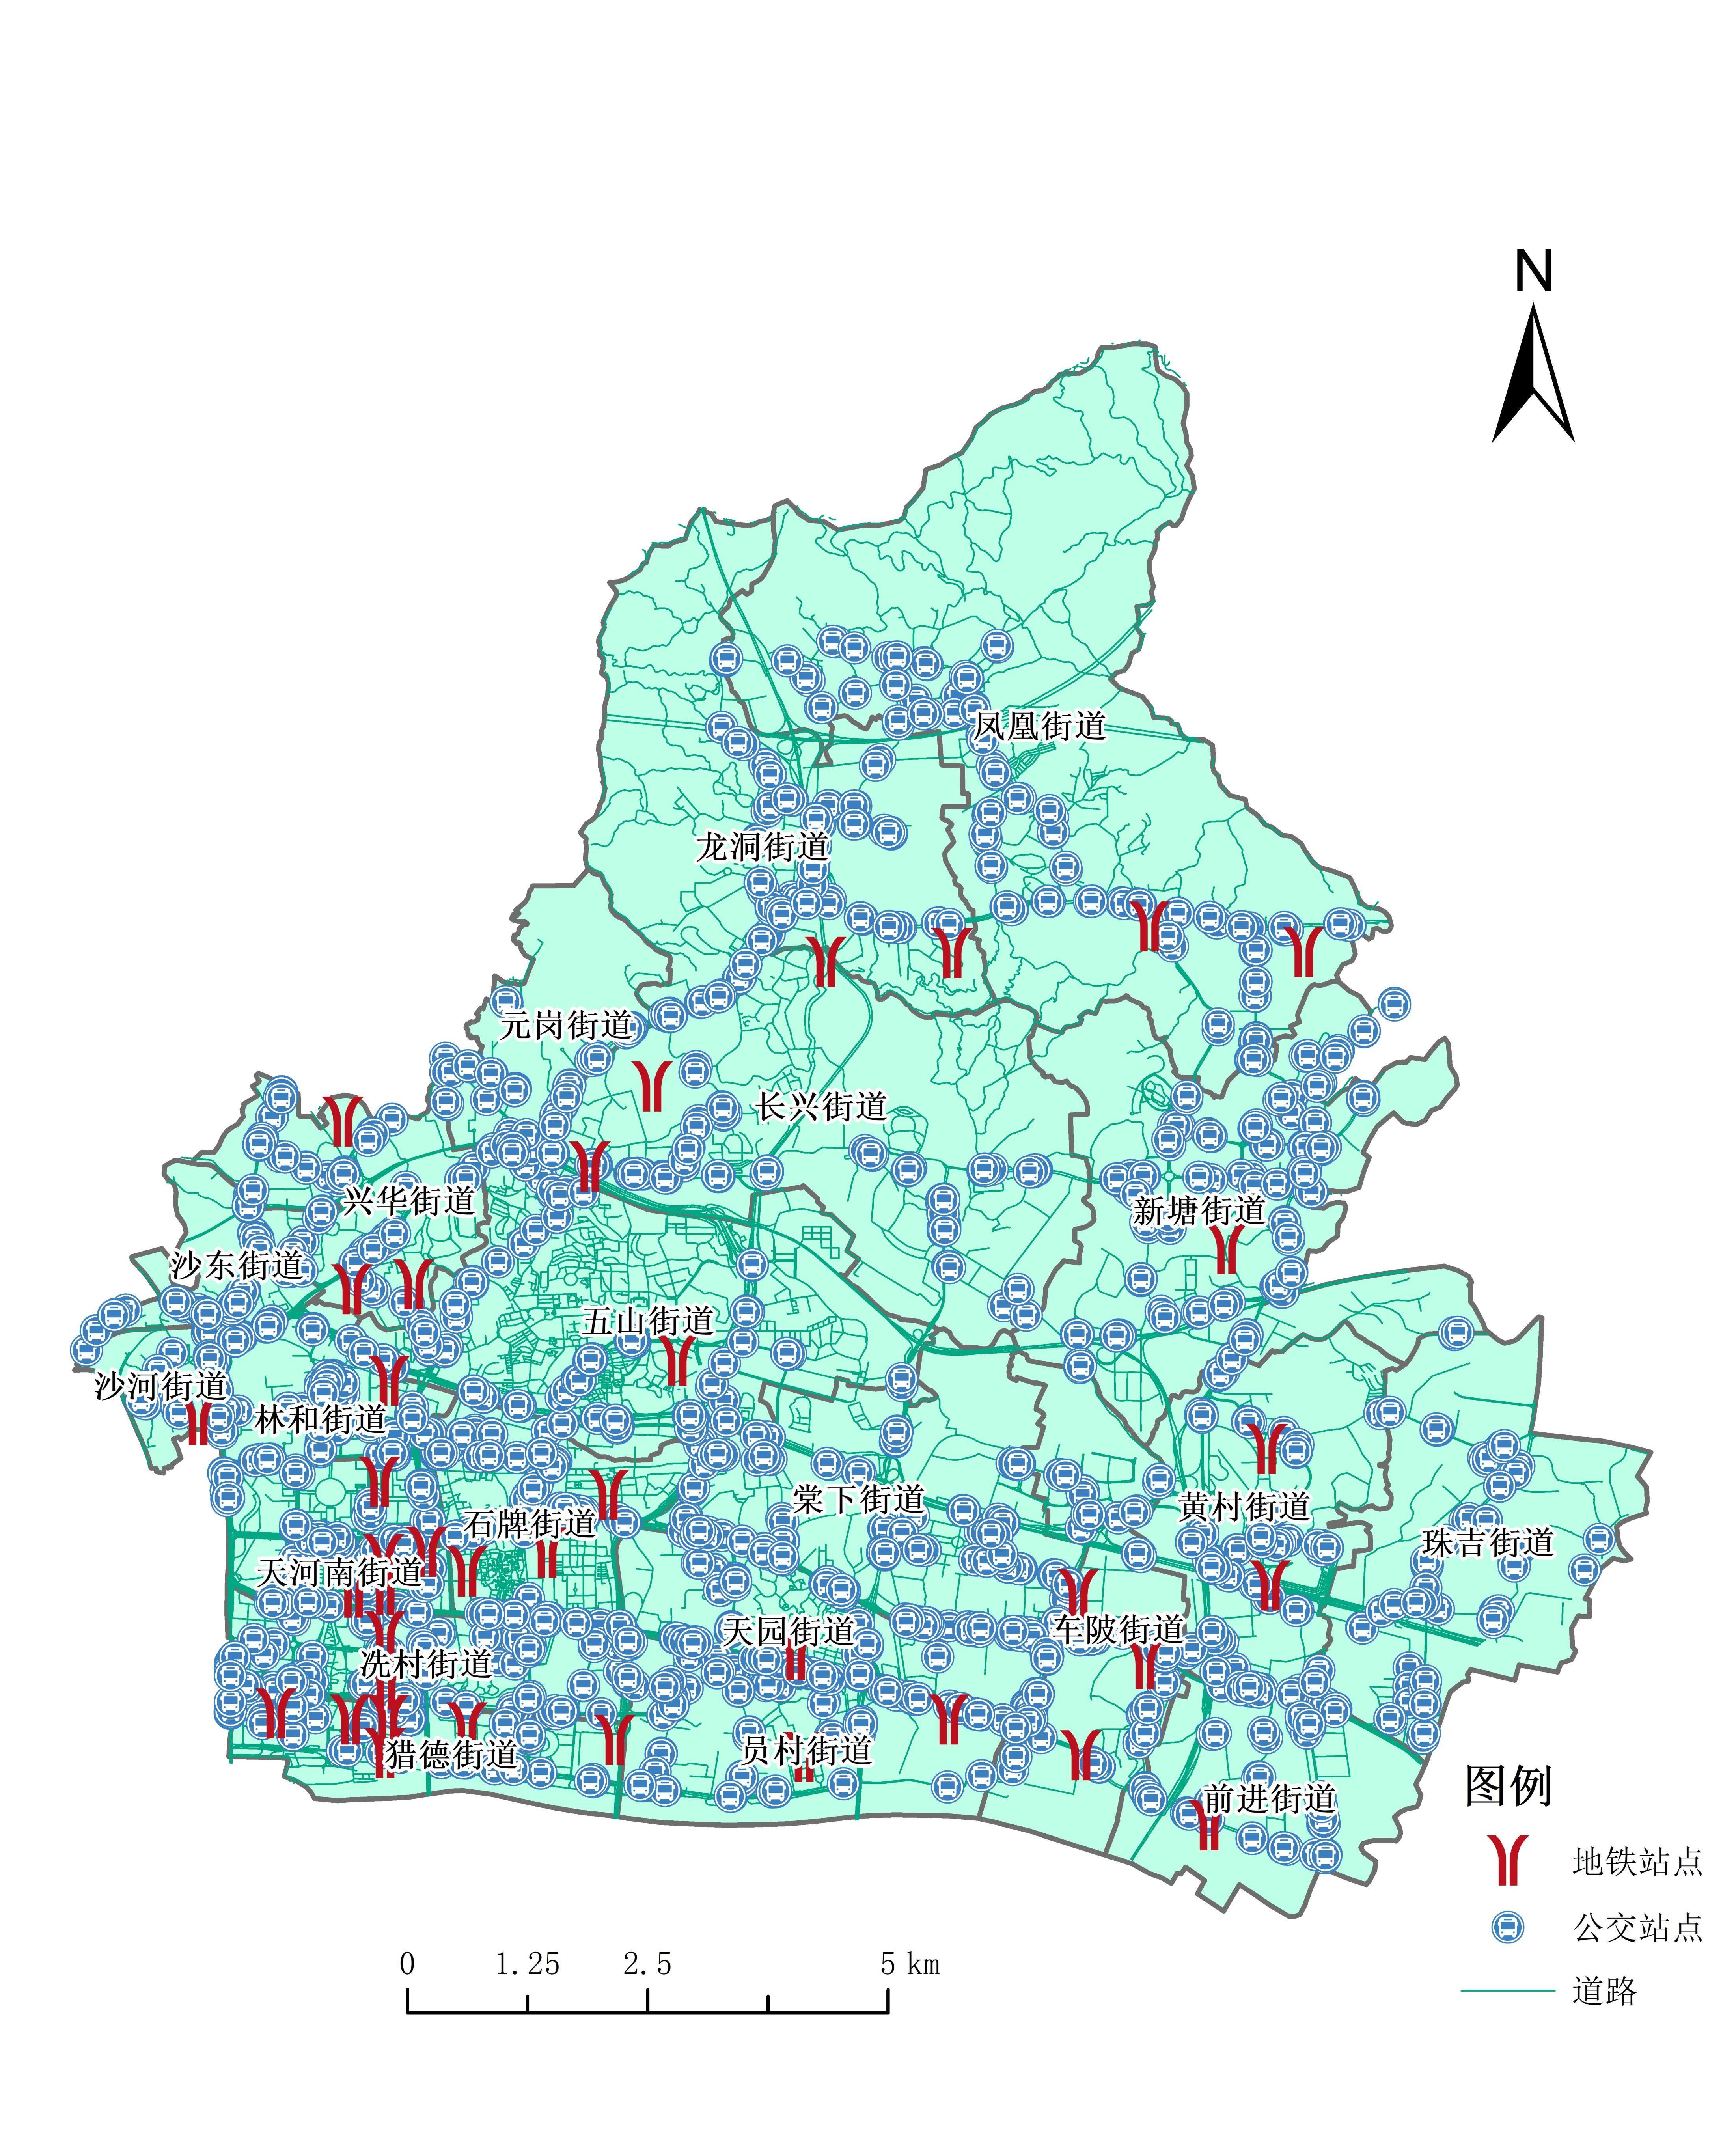 N
凤凰街道
龙洞街道
元岗街道
长兴街道
兴华街道
新塘街道
沙东街道
五山街道
沙河街道
林和街道
棠下街道
黄村街道
石牌街道
珠吉街道
天河南街道
天园街道
车陂街道
冼村街道
员村街道
猎德街道
前进街道
图例
地铁站点
公交站点
道路
0 1.25 2.5 5 km